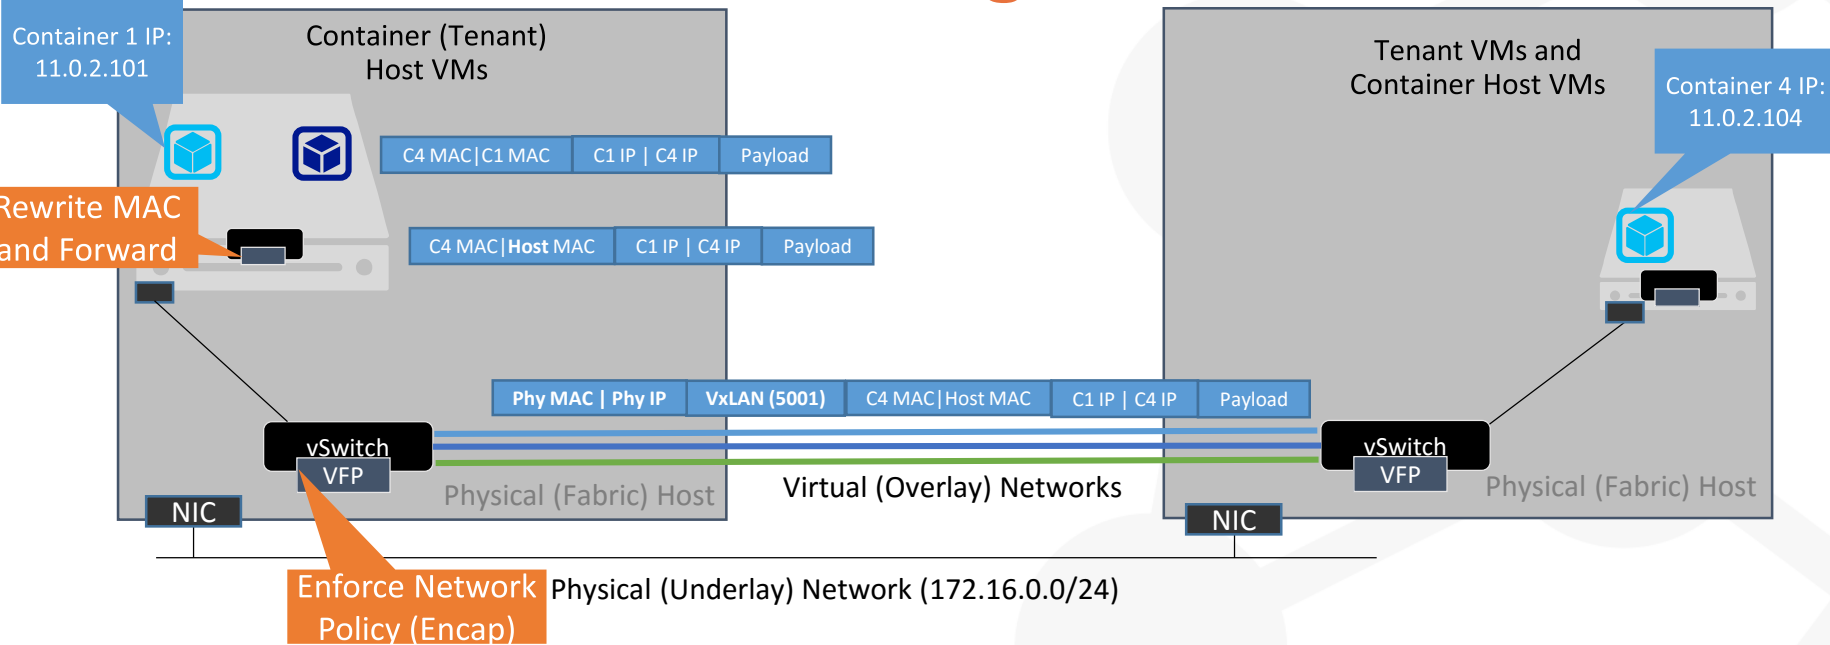 Container 1 IP:
11.0.2.101
Container (Tenant)
Host VMs
Tenant VMs and
Container Host VMs
Container 4 IP:
11.0.2.104
C4 MAC|C1 MAC
C1 IP | C4 IP
Payload
Rewrite MAC
and Forward
C4 MAC|Host MAC
C1 IP | C4 IP
Payload
Phy MAC | Phy IP
VxLAN (5001)
C4 MAC|Host MAC
C1 IP | C4 IP
Payload
vSwitch
VFP
Physical (Fabric) Host
NIC
Virtual (Overlay) Networks
vSwitch
VFP
Physical (Fabric) Host
NIC
Enforce Network
Policy (Encap)
Physical (Underlay) Network (172.16.0.0/24)